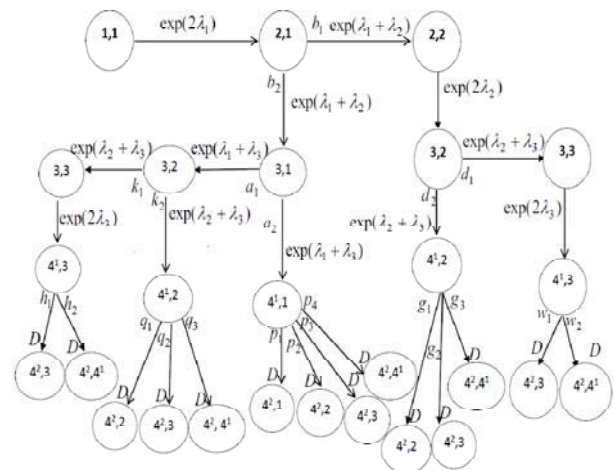 1,1 exp(2λ₁) 2,1 b₁ exp(λ₁ + λ₂) 2,2
b₂
exp(λ₁ + λ₂) exp(2λ₂)
exp(λ₂ + λ₃) exp(λ₁ + λ₃) exp(λ₂ + λ₃)
3,3 3,2 3,1 3,2 3,3
k₁ k₂ a₁ d₁
a₂ d₂
exp(2λ₃) exp(λ₂ + λ₃) exp(λ₂ + λ₃) exp(2λ₃)
exp(λ₁ + λ₃)
4¹,3 4¹,2 4¹,1 4¹,2 4¹,3
h₁ h₂ q₁ q₂ q₃ p₁ p₂ p₃ p₄ g₁ g₂ g₃ w₁ w₂
D D D D D D D D D D D D D D
4²,3 4²,4¹
4²,2 4²,3 4²,4¹
4²,1 4²,2 4²,3 4²,4¹
4²,2 4²,3 4²,4¹
4²,3 4²,4¹